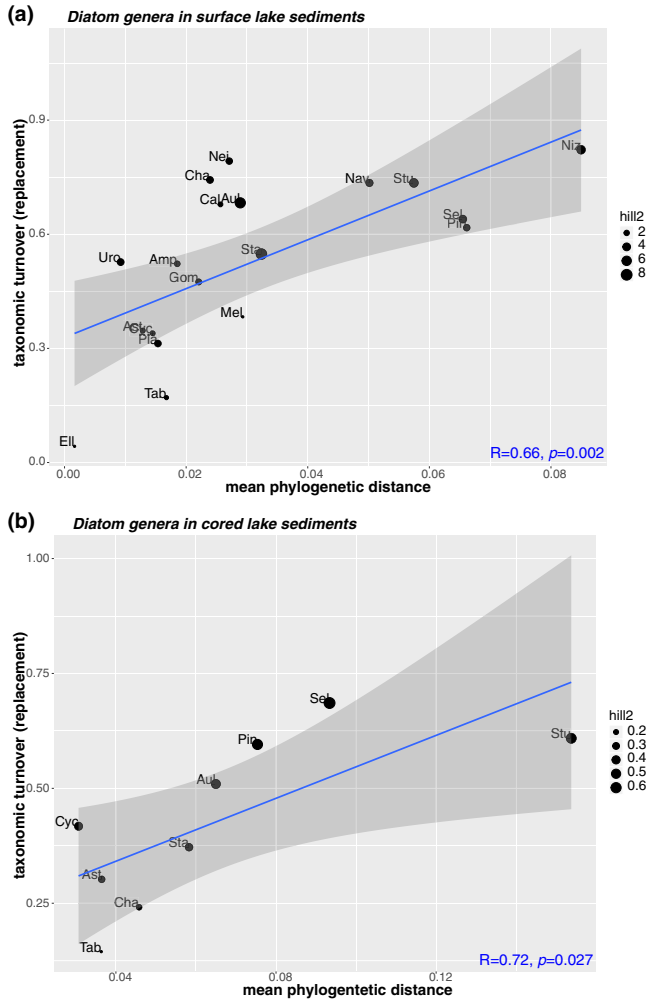 (a) Diatom genera in surface lake sediments
taxonomic turnover (replacement)
0.9
0.6
0.3
0.0
Nei
Cha
Cal
Aul
Nav
Stu
Niz
Sel
Pin
Uro
Amp
Sta
Gom
Mel
Ast
Cyc
Pla
Tab
Ell
R=0.66, p=0.002
0.00 0.02 0.04 0.06 0.08
mean phylogenetic distance
hill2
2
4
6
8
(b) Diatom genera in cored lake sediments
taxonomic turnover (replacement)
1.00
0.75
0.50
0.25
Sel
Pin
Stu
Aul
Cyc
Sta
Ast
Cha
Tab
R=0.72, p=0.027
0.04 0.08 0.12
mean phylogentetic distance
hill2
0.2
0.3
0.4
0.5
0.6